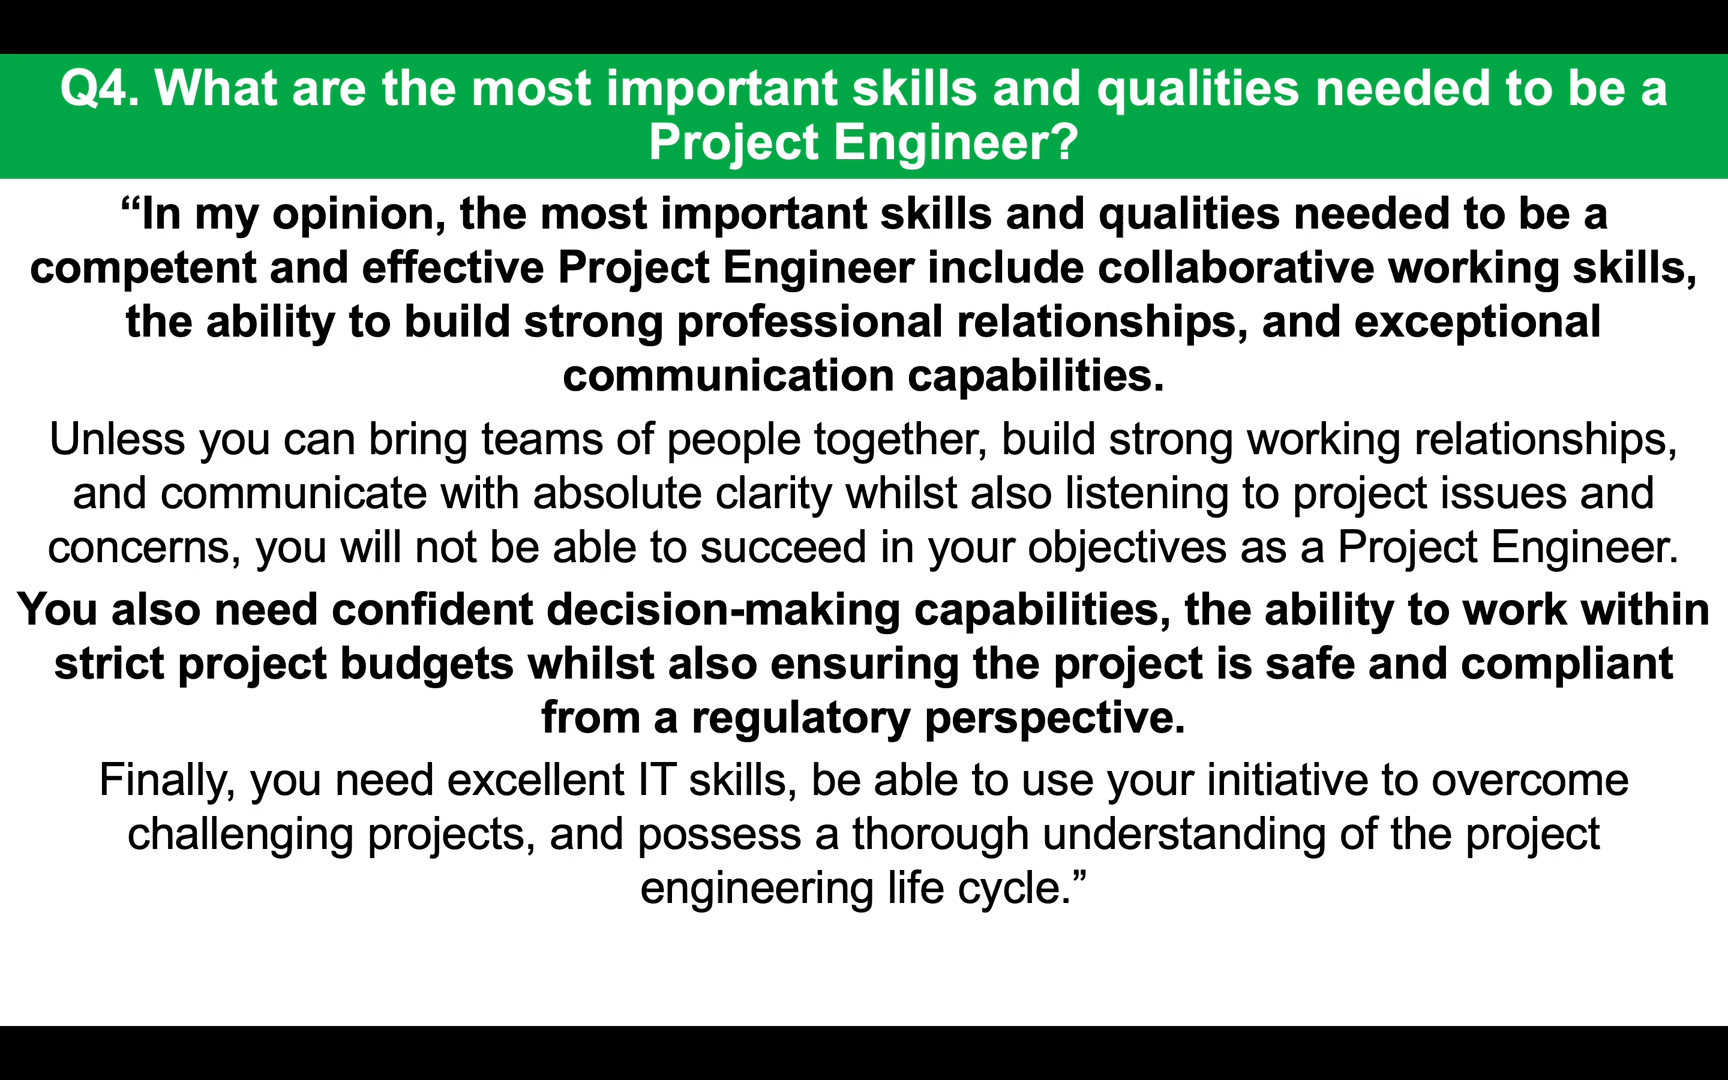 Q4. What are the most important skills and qualities needed to be a
Project Engineer?
“In my opinion, the most important skills and qualities needed to be a
competent and effective Project Engineer include collaborative working skills,
the ability to build strong professional relationships, and exceptional
communication capabilities.
Unless you can bring teams of people together, build strong working relationships,
and communicate with absolute clarity whilst also listening to project issues and
concerns, you will not be able to succeed in your objectives as a Project Engineer.
You also need confident decision-making capabilities, the ability to work within
strict project budgets whilst also ensuring the project is safe and compliant
from a regulatory perspective.
Finally, you need excellent IT skills, be able to use your initiative to overcome
challenging projects, and possess a thorough understanding of the project
engineering life cycle.”